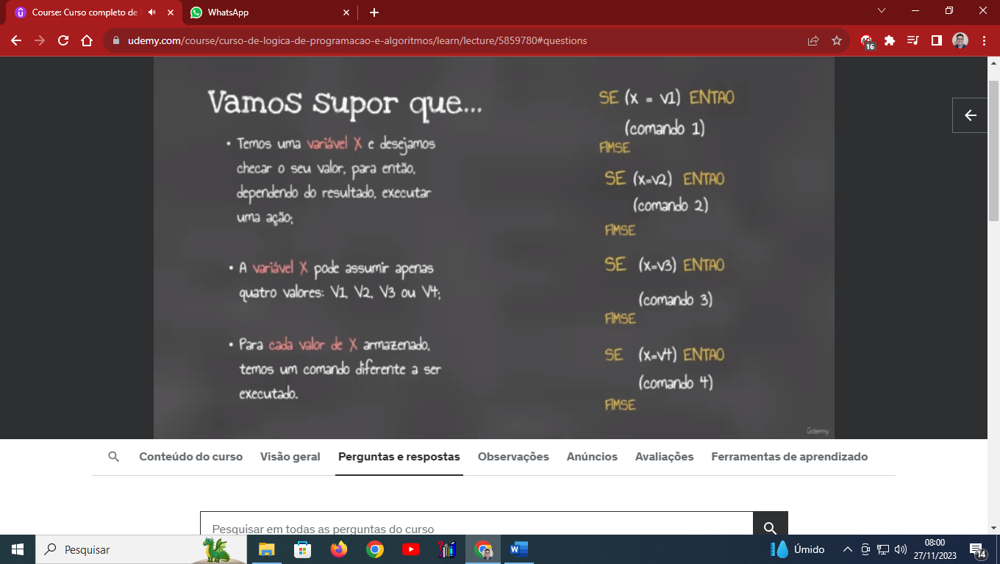 Course: Curso completo de
WhatsApp
udemy.com/course/curso-de-logica-de-programacao-e-algoritmos/learn/lecture/5859780#questions
16
Vamos supor que...
• Temos uma variável X e desejamos
checar o seu valor, para então,
dependendo do resultado, executar
uma ação;
• A variável X pode assumir apenas
quatro valores: V1, V2, V3 ou V4;
• Para cada valor de X armazenado,
temos um comando diferente a ser
executado.
SE (x = v1) ENTAO
(comando 1)
FIMSE
SE (x=v2) ENTAO
(comando 2)
FIMSE
SE (x=v3) ENTAO
(comando 3)
FIMSE
SE (x=v4) ENTAO
(comando 4)
FIMSE
ûdemy
Conteúdo do curso
Visão geral
Perguntas e respostas
Observações
Anúncios
Avaliações
Ferramentas de aprendizado
Pesquisar em todas as perguntas do curso
Pesquisar
Úmido
08:00
27/11/2023
14